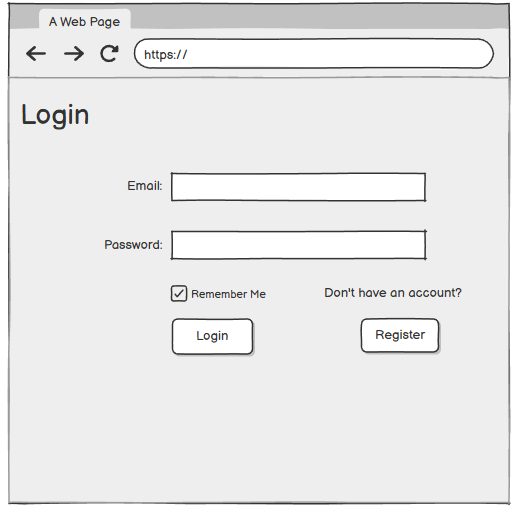 A Web Page
https://
Login
Email:
Password:
Remember Me
Don't have an account?
Login
Register